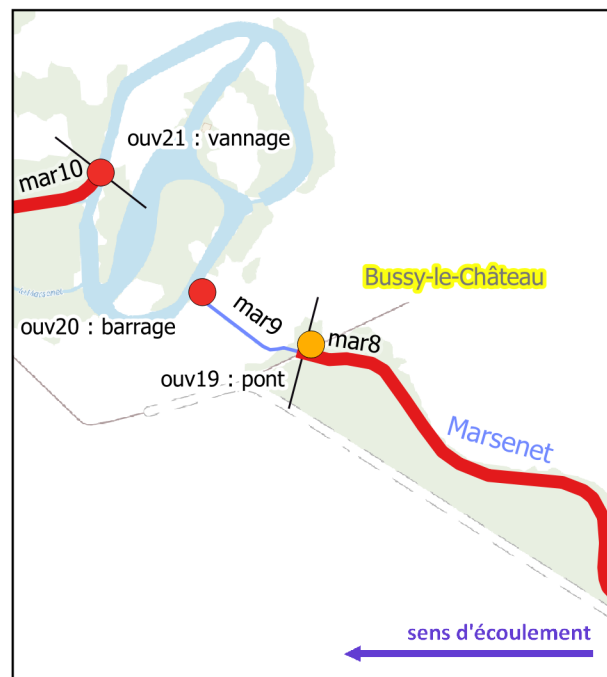 ouv21 : vannage
mar10
Bussy-le-Château
mar9
ouv20 : barrage
mar8
ouv19 : pont
Marsenet
sens d'écoulement